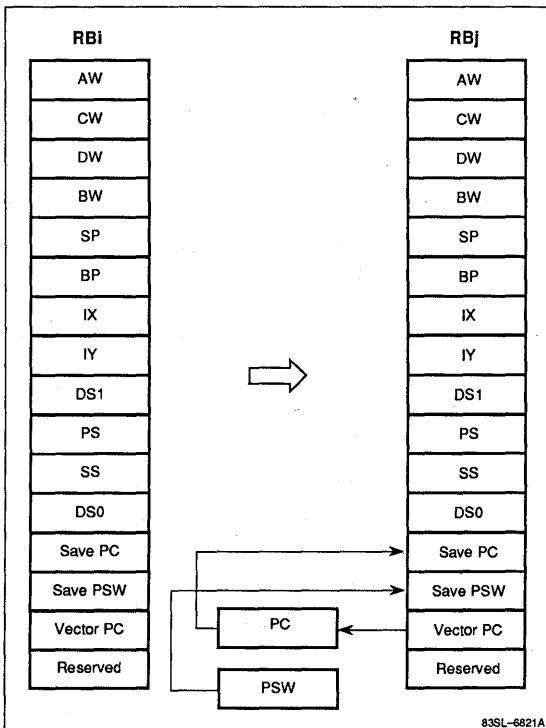 RBi
RBj
AW
AW
CW
CW
DW
DW
BW
BW
SP
SP
BP
BP
IX
IX
IY
IY
DS1
DS1
PS
PS
SS
SS
DS0
DS0
Save PC
Save PC
Save PSW
Save PSW
Vector PC
PC
Vector PC
Reserved
PSW
Reserved
83SL-6821A